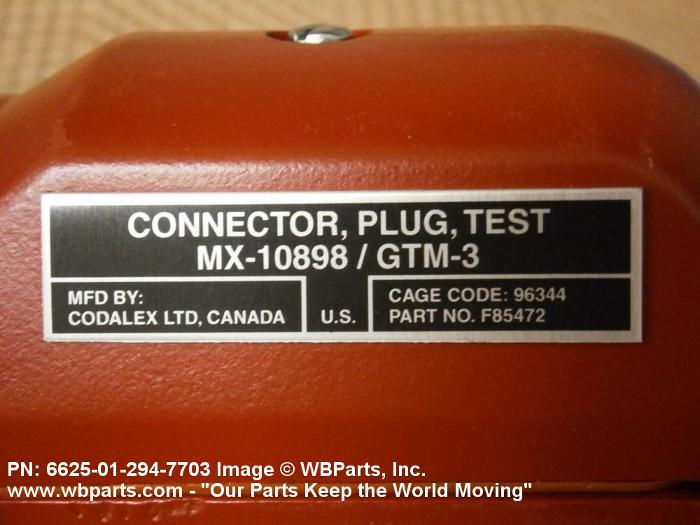 CONNECTOR, PLUG, TEST
MX-10898 / GTM-3
MFD BY:
CODALEX LTD, CANADA
U.S.
CAGE CODE: 96344
PART NO. F85472
PN: 6625-01-294-7703 Image © WBParts, Inc.
www.wbparts.com - "Our Parts Keep the World Moving"